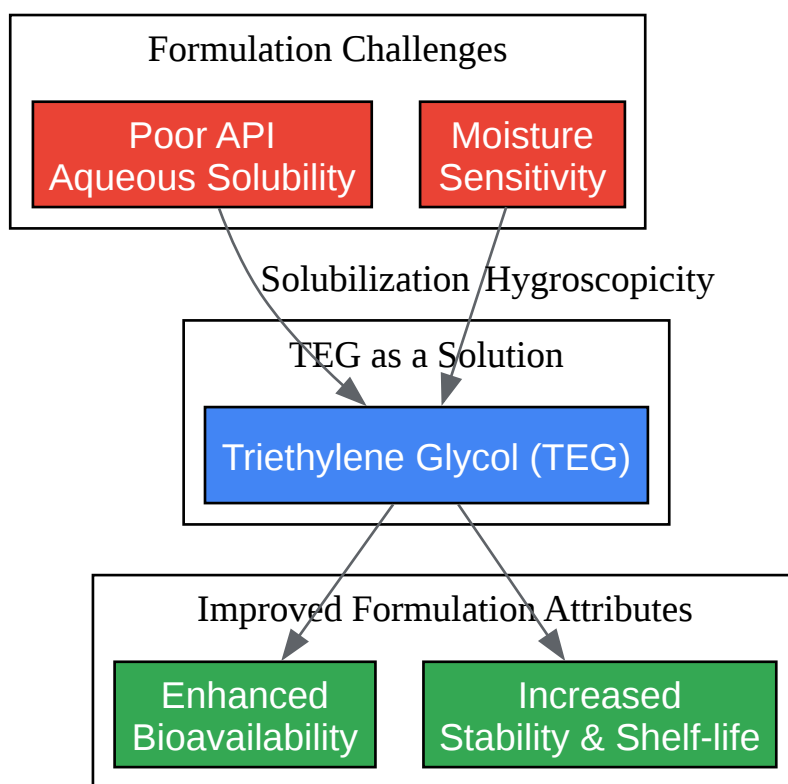 Formulation Challenges
Poor API
Aqueous Solubility
Moisture
Sensitivity
Solubilization
Hygroscopicity
TEG as a Solution
Triethylene Glycol (TEG)
Improved Formulation Attributes
Enhanced
Bioavailability
Increased
Stability & Shelf-life